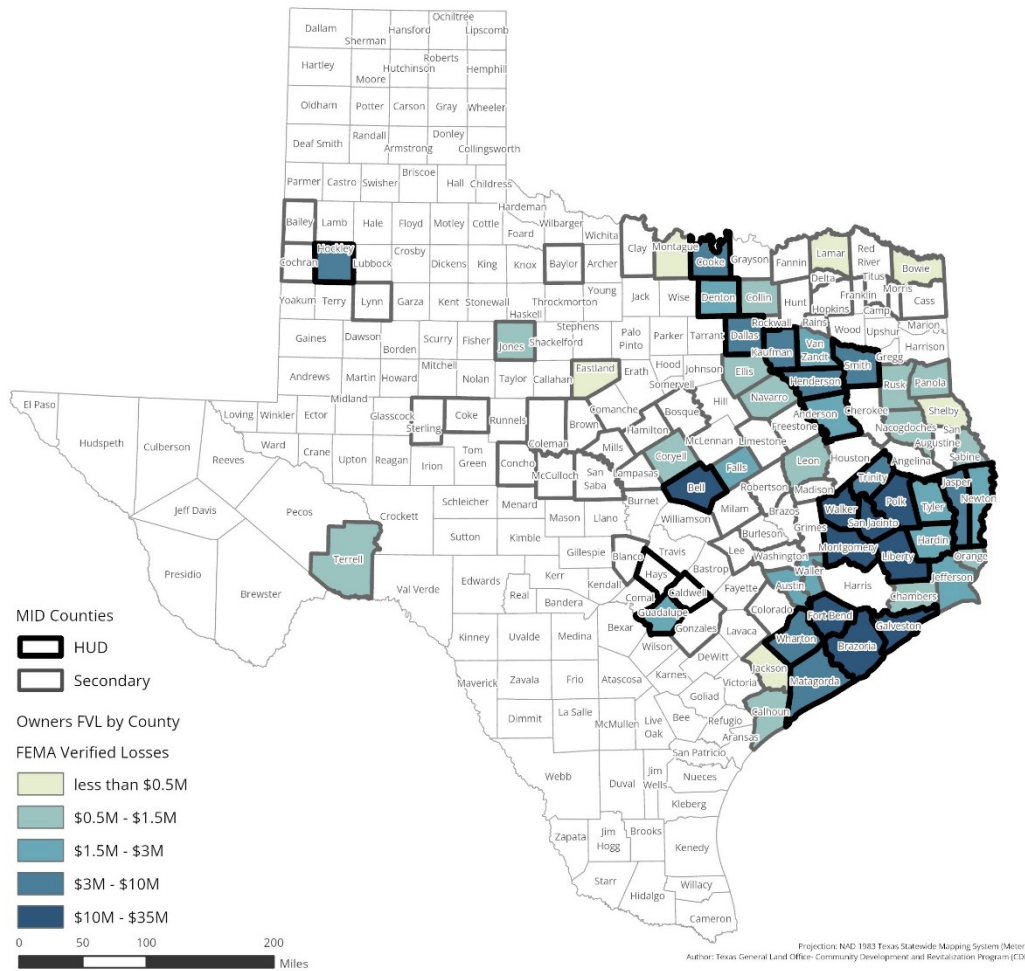 Ochiltree
Dallam
Sherman
Hansford
Lipscomb
Hartley
Moore
Hutchinson
Roberts
Hemphill
Oldham
Potter
Carson
Gray
Wheeler
Deaf Smith
Randall
Armstrong
Donley
Collingsworth
Parmer
Castro
Swisher
Briscoe
Hall
Childress
Hardeman
Bailey
Lamb
Hale
Floyd
Motley
Cottle
Foard
Wilbarger
Wichita
Clay
Montague
Cooke
Grayson
Fannin
Lamar
Red
River
Bowie
Cochran
Hockley
Lubbock
Crosby
Dickens
King
Knox
Baylor
Archer
Delta
Titus
Morris
Cass
Franklin
Camp
Hopkins
Yoakum
Terry
Lynn
Garza
Kent
Stonewall
Haskell
Throckmorton
Young
Jack
Wise
Denton
Collin
Hunt
Rockwall
Rains
Wood
Upshur
Marion
Harrison
Gaines
Dawson
Borden
Scurry
Fisher
Jones
Shackelford
Stephens
Palo
Pinto
Parker
Tarrant
Dallas
Kaufman
Van
Zandt
Smith
Gregg
Andrews
Martin
Howard
Mitchell
Nolan
Taylor
Callahan
Eastland
Erath
Hood
Somervell
Johnson
Ellis
Henderson
Rusk
Panola
El Paso
Hudspeth
Culberson
Loving
Winkler
Ector
Midland
Glasscock
Sterling
Coke
Runnels
Coleman
Brown
Comanche
Hamilton
Bosque
Hill
Navarro
Freestone
Anderson
Cherokee
Nacogdoches
Shelby
San
Augustine
Sabine
Reeves
Ward
Crane
Upton
Reagan
Irion
Tom
Green
Concho
McCulloch
San
Saba
Mills
Lampasas
Coryell
McLennan
Limestone
Falls
Leon
Houston
Angelina
Trinity
Jeff Davis
Pecos
Crockett
Schleicher
Menard
Mason
Llano
Burnet
Bell
Williamson
Milam
Robertson
Brazos
Madison
Grimes
Walker
San Jacinto
Polk
Tyler
Jasper
Newton
Presidio
Brewster
Terrell
Val Verde
Sutton
Kimble
Gillespie
Blanco
Travis
Bastrop
Lee
Burleson
Washington
Montgomery
Liberty
Hardin
Orange
Edwards
Real
Kerr
Bandera
Kendall
Comal
Hays
Caldwell
Fayette
Austin
Waller
Harris
Chambers
Jefferson
Kinney
Uvalde
Medina
Bexar
Guadalupe
Gonzales
Lavaca
Colorado
Wharton
Fort Bend
Brazoria
Galveston
Maverick
Zavala
Frio
Atascosa
Wilson
Karnes
DeWitt
Victoria
Jackson
Matagorda
Dimmit
La Salle
McMullen
Live
Oak
Bee
Goliad
Refugio
Calhoun
Aransas
San Patricio
Webb
Duval
Jim
Wells
Nueces
Kleberg
Zapata
Jim
Hogg
Brooks
Kenedy
Starr
Hidalgo
Willacy
Cameron
MID Counties
HUD
Secondary
Owners FVL by County
FEMA Verified Losses
less than $0.5M
$0.5M - $1.5M
$1.5M - $3M
$3M - $10M
$10M - $35M
0 50 100 200
Miles
Projection: NAD 1983 Texas Statewide Mapping System (Meter
Author: Texas General Land Office- Community Development and Revitalization Program (CD